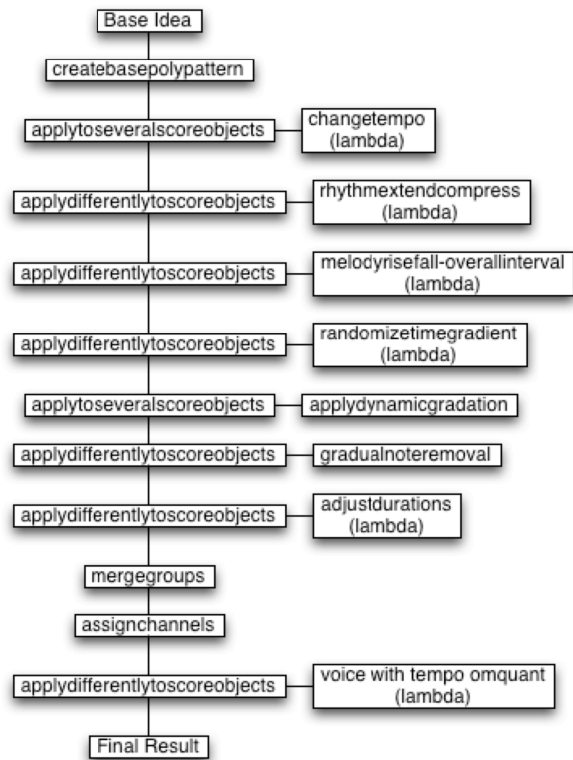 Base Idea
createbasepolypattern
applytoseveralscoreobjects
changetempo
(lambda)
applydifferentlytoscoreobjects
rhythmextendcompress
(lambda)
applydifferentlytoscoreobjects
melodyrisefall-overallinterval
(lambda)
applydifferentlytoscoreobjects
randomizetimegradient
(lambda)
applytoseveralscoreobjects
applydynamicgradation
applydifferentlytoscoreobjects
gradualnoteremoval
applydifferentlytoscoreobjects
adjustdurations
(lambda)
mergegroups
assignchannels
applydifferentlytoscoreobjects
voice with tempo omquant
(lambda)
Final Result